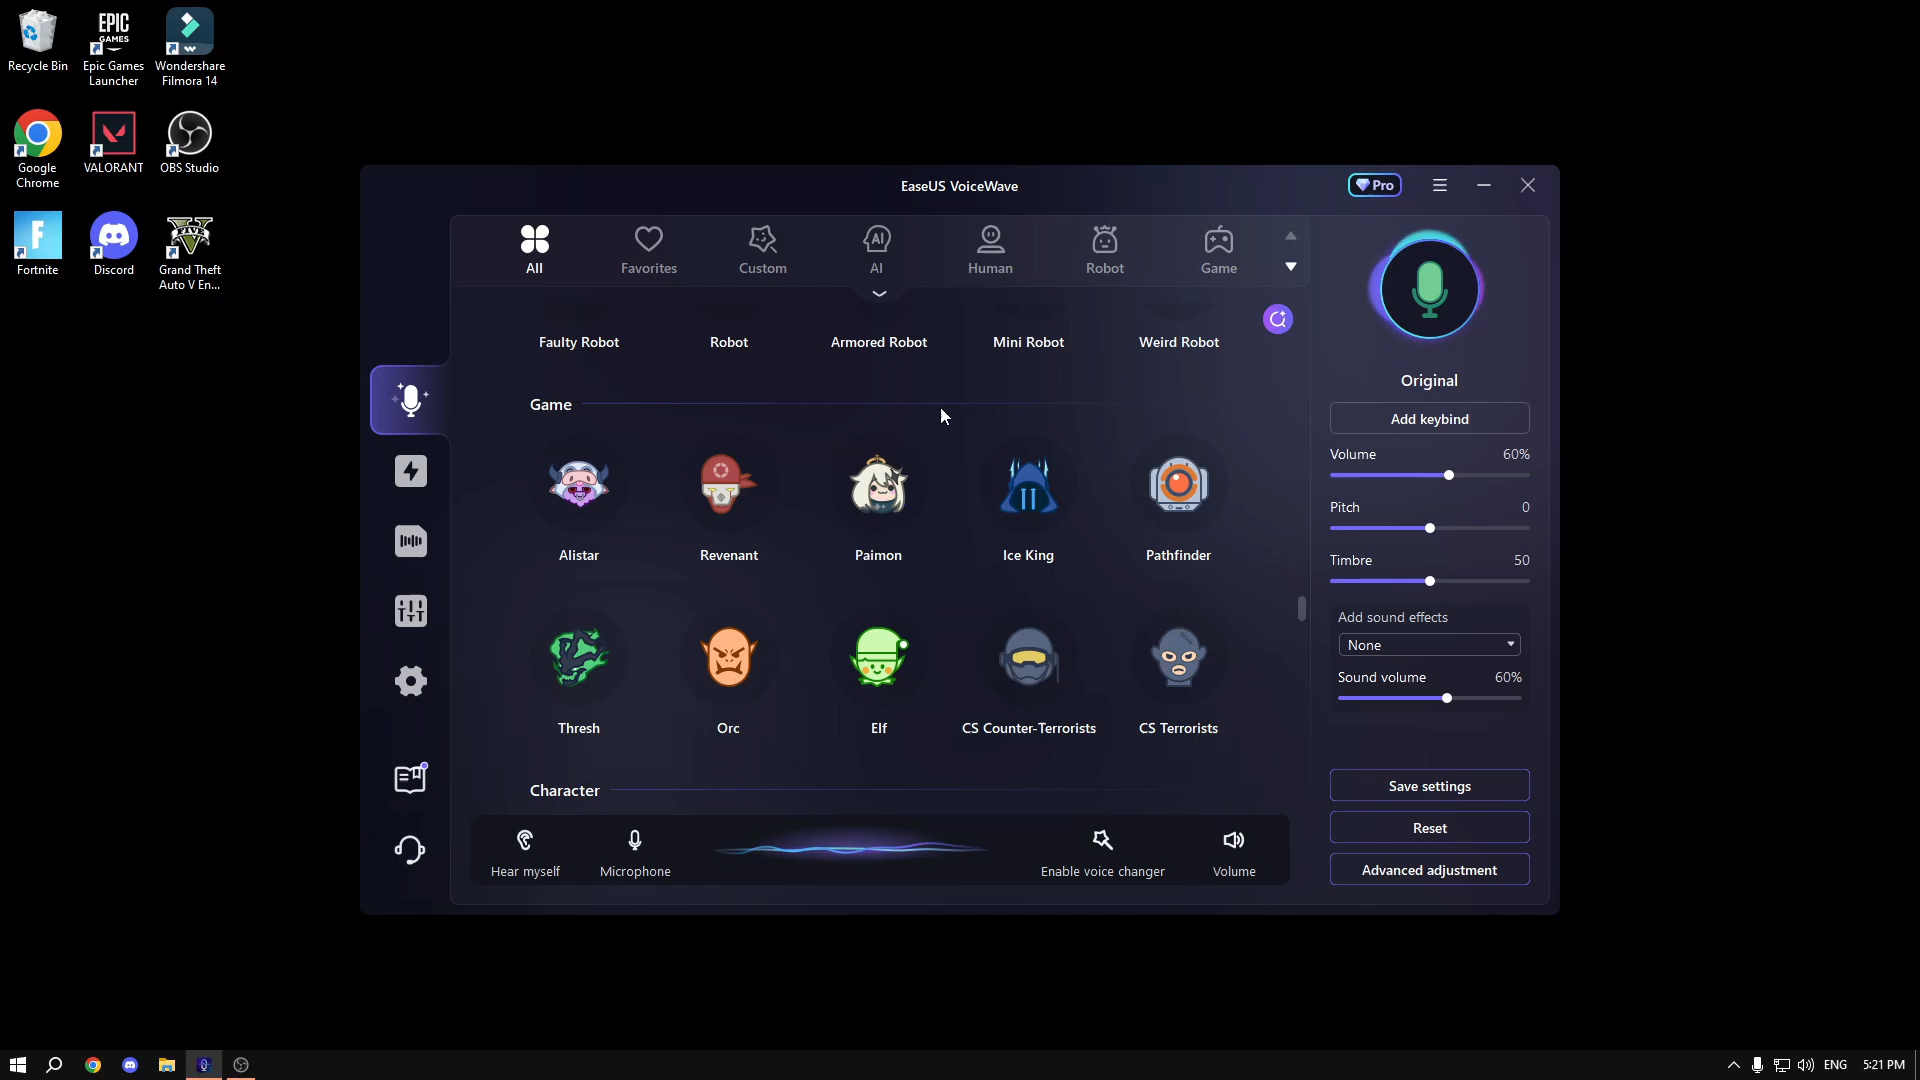 Recycle Bin
EPIC
GAMES
Epic Games
Launcher
Wondershare
Filmora 14
Google
Chrome
VALORANT
OBS Studio
Fortnite
Discord
Grand Theft
Auto V En...
EaseUS VoiceWave
Pro
All
Favorites
Custom
AI
AI
Human
Robot
Game
Faulty Robot
Robot
Armored Robot
Mini Robot
Weird Robot
Game
Alistar
Revenant
Paimon
Ice King
Pathfinder
Thresh
Orc
Elf
CS Counter-Terrorists
CS Terrorists
Character
Hear myself
Microphone
Enable voice changer
Volume
Original
Add keybind
Volume 60%
Pitch 0
Timbre 50
Add sound effects
None
Sound volume 60%
Save settings
Reset
Advanced adjustment
ENG
5:21 PM